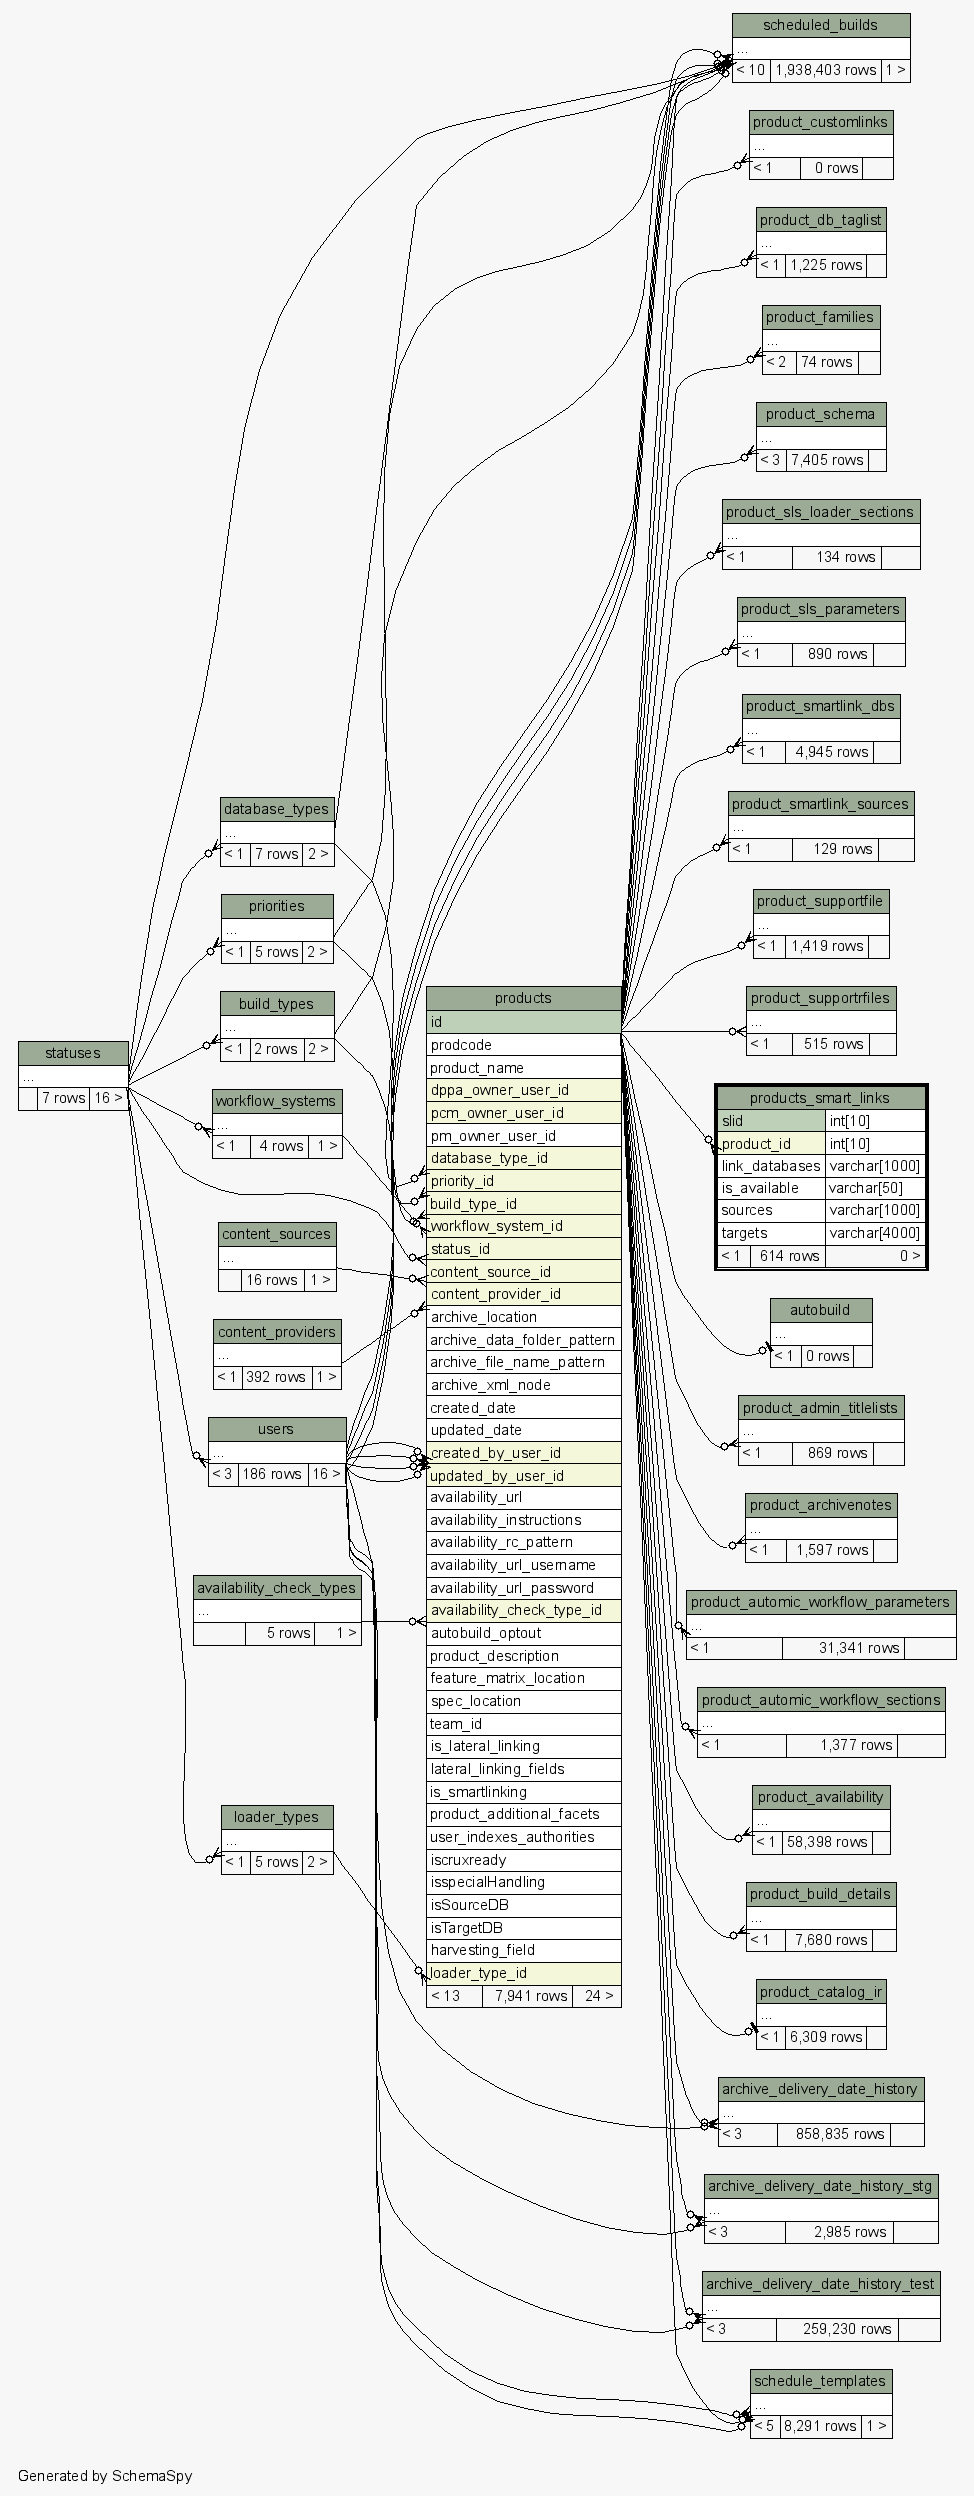 scheduled_builds
...
< 10 1,938,403 rows 1 >
product_customlinks
...
< 1 0 rows
product_db_taglist
...
< 1 1,225 rows
product_families
...
< 2 74 rows
product_schema
...
< 3 7,405 rows
product_sls_loader_sections
...
< 1 134 rows
product_sls_parameters
...
< 1 890 rows
product_smartlink_dbs
...
< 1 4,945 rows
product_smartlink_sources
...
< 1 129 rows
product_supportfile
...
< 1 1,419 rows
product_supportrfiles
...
< 1 515 rows
products_smart_links
slid int[10]
product_id int[10]
link_databases varchar[1000]
is_available varchar[50]
sources varchar[1000]
targets varchar[4000]
< 1 614 rows 0 >
autobuild
...
< 1 0 rows
product_admin_titlelists
...
< 1 869 rows
product_archivenotes
...
< 1 1,597 rows
product_automic_workflow_parameters
...
< 1 31,341 rows
product_automic_workflow_sections
...
< 1 1,377 rows
product_availability
...
< 1 58,398 rows
product_build_details
...
< 1 7,680 rows
product_catalog_ir
...
< 1 6,309 rows
archive_delivery_date_history
...
< 3 858,835 rows
archive_delivery_date_history_stg
...
< 3 2,985 rows
archive_delivery_date_history_test
...
< 3 259,230 rows
schedule_templates
...
< 5 8,291 rows 1 >
products
id
prodcode
product_name
dppa_owner_user_id
pcm_owner_user_id
pm_owner_user_id
database_type_id
priority_id
build_type_id
workflow_system_id
status_id
content_source_id
content_provider_id
archive_location
archive_data_folder_pattern
archive_file_name_pattern
archive_xml_node
created_date
updated_date
created_by_user_id
updated_by_user_id
availability_url
availability_instructions
availability_rc_pattern
availability_url_username
availability_url_password
availability_check_type_id
autobuild_optout
product_description
feature_matrix_location
spec_location
team_id
is_lateral_linking
lateral_linking_fields
is_smartlinking
product_additional_facets
user_indexes_authorities
iscruxready
isspecialHandling
isSourceDB
isTargetDB
harvesting_field
loader_type_id
< 13 7,941 rows 24 >
database_types
...
< 1 7 rows 2 >
priorities
...
< 1 5 rows 2 >
build_types
...
< 1 2 rows 2 >
statuses
...
7 rows 16 >
workflow_systems
...
< 1 4 rows 1 >
content_sources
...
16 rows 1 >
content_providers
...
< 1 392 rows 1 >
users
...
< 3 186 rows 16 >
availability_check_types
...
5 rows 1 >
loader_types
...
< 1 5 rows 2 >
Generated by SchemaSpy